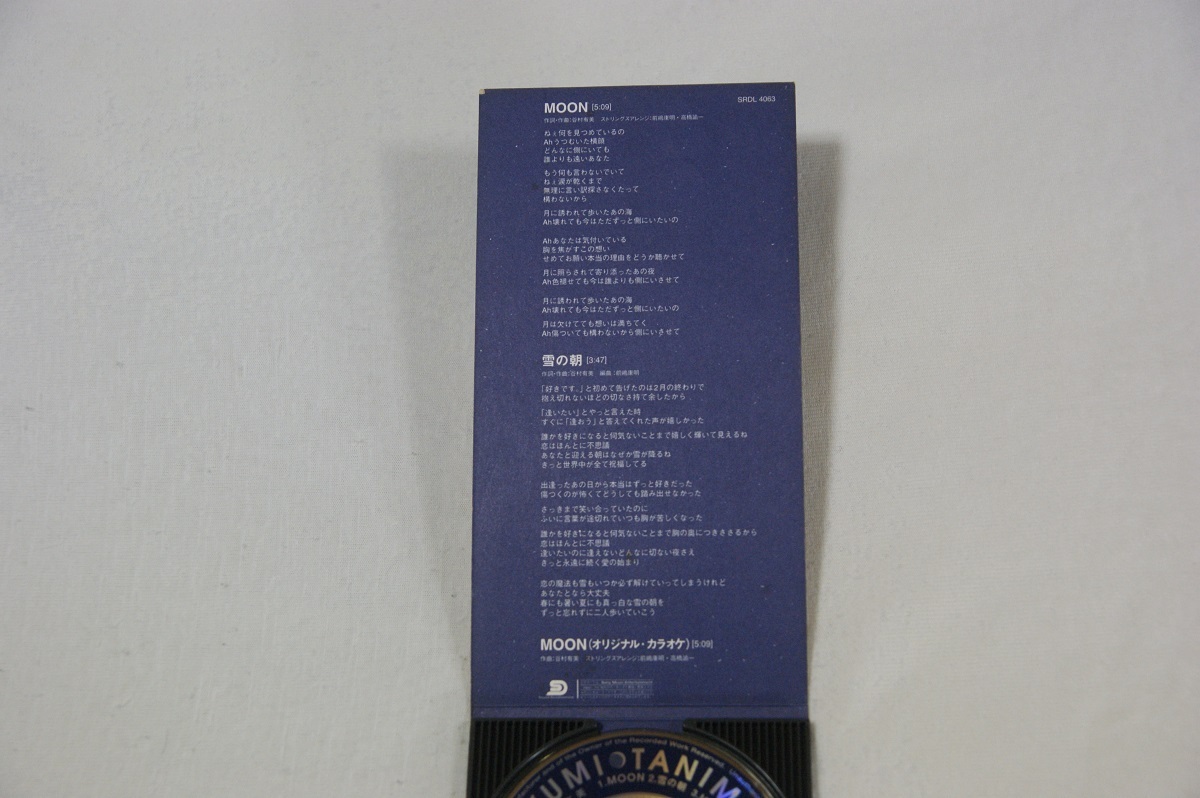 MOON [5:09]
SRDL 4063
作詞・作曲:谷村有美 ストリングスアレンジ:前嶋康明・高橋諭一
ねぇ何を見つめているの
Ahうつむいた横顔
どんなに側にいても
誰よりも遠いあなた
もう何も言わないでいて
ねぇ涙が乾くまで
無理に言い訳探さなくたって
構わないから
月に誘われて歩いたあの海
Ah壊れても今はただずっと側にいたいの
Ahあなたは気付いている
胸を焦がすこの想い
せめてお願い本当の理由をどうか聴かせて
月に照らされて寄り添ったあの夜
Ah色褪せても今は誰よりも側にいさせて
月に誘われて歩いたあの海
Ah壊れても今はただずっと側にいたいの
月は欠けてても想いは満ちてく
Ah傷ついても構わないから側にいさせて
雪の朝 [3:47]
作詞・作曲:谷村有美 編曲:前嶋康明
「好きです。」と初めて告げたのは2月の終わりで
抱え切れないほどの切なさ持て余したから
「逢いたい」とやっと言えた時
すぐに「逢おう」と答えてくれた声が嬉しかった
誰かを好きになると何気ないことまで嬉しく輝いて見えるね
恋はほんとに不思議
あなたと迎える朝はなぜか雪が降るね
きっと世界中が全て祝福してる
出逢ったあの日から本当はずっと好きだった
傷つくのが怖くてどうしても踏み出せなかった
さっきまで笑い合っていたのに
ふいに言葉が途切れていつも胸が苦しくなった
誰かを好きになると何気ないことまで胸の奥につきささるから
恋はほんとに不思議
逢いたいのに逢えないどんなに切ない夜さえ
きっと永遠に続く愛の始まり
恋の魔法も雪もいつか必ず解けていってしまうけれど
あなたとなら大丈夫
春にも暑い夏にも真っ白な雪の朝を
ずっと忘れずに二人歩いていこう
MOON(オリジナル・カラオケ) [5:09]
作曲:谷村有美 ストリングスアレンジ:前嶋康明・高橋諭一
and of the Owner of the Recorded Work Reserved.
UMI●TANIM
1.MOON 2.雪の朝